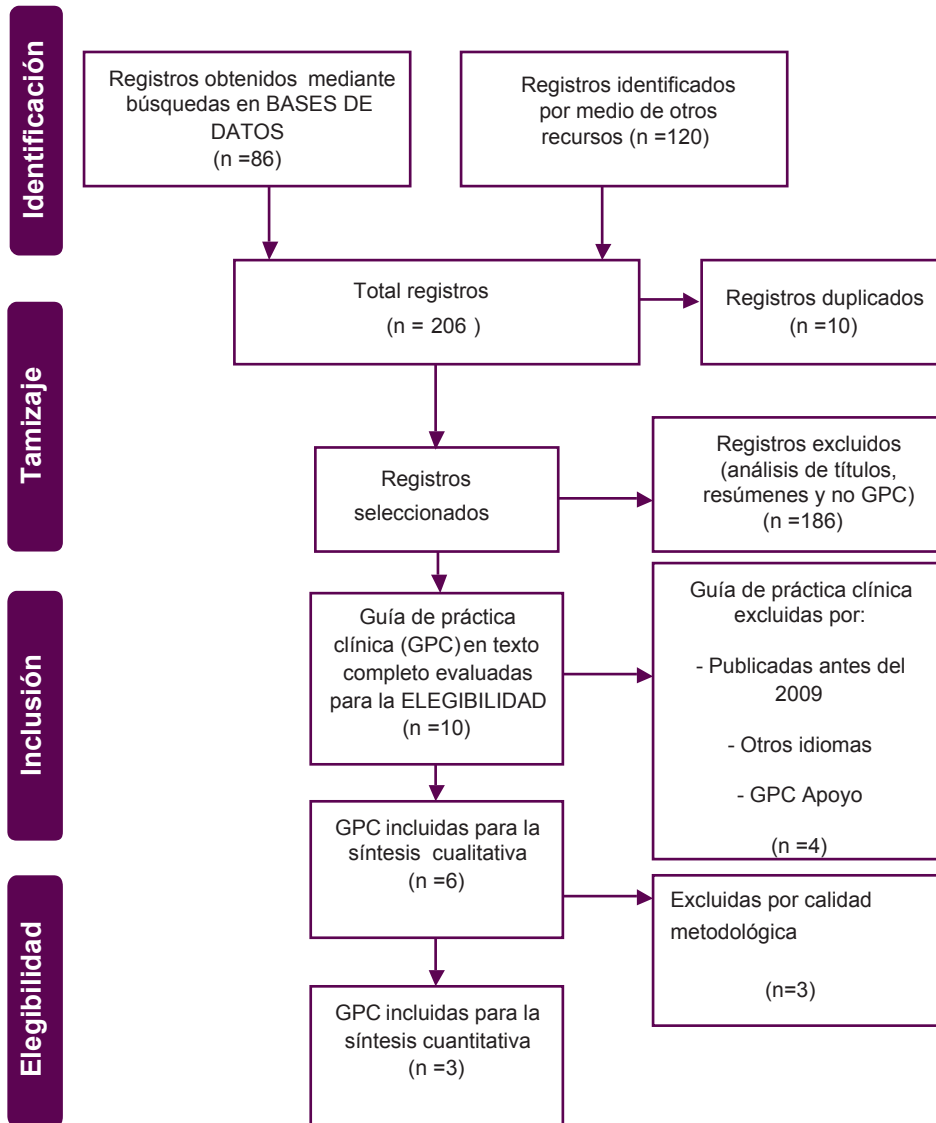 Identificación
Registros obtenidos mediante
búsquedas en BASES DE
DATOS
(n =86)
Registros identificados
por medio de otros
recursos (n =120)
Total registros
(n = 206 )
Registros duplicados
(n =10)
Tamizaje
Registros
seleccionados
Registros excluidos
(análisis de títulos,
resúmenes y no GPC)
(n =186)
Inclusión
Guía de práctica
clínica (GPC) en texto
completo evaluadas
para la ELEGIBILIDAD
(n =10)
Guía de práctica clínica
excluidas por:
- Publicadas antes del
2009
- Otros idiomas
- GPC Apoyo
(n =4)
GPC incluidas para la
síntesis cualitativa
(n =6)
Elegibilidad
Excluidas por calidad
metodológica
(n=3)
GPC incluidas para la
síntesis cuantitativa
(n =3)